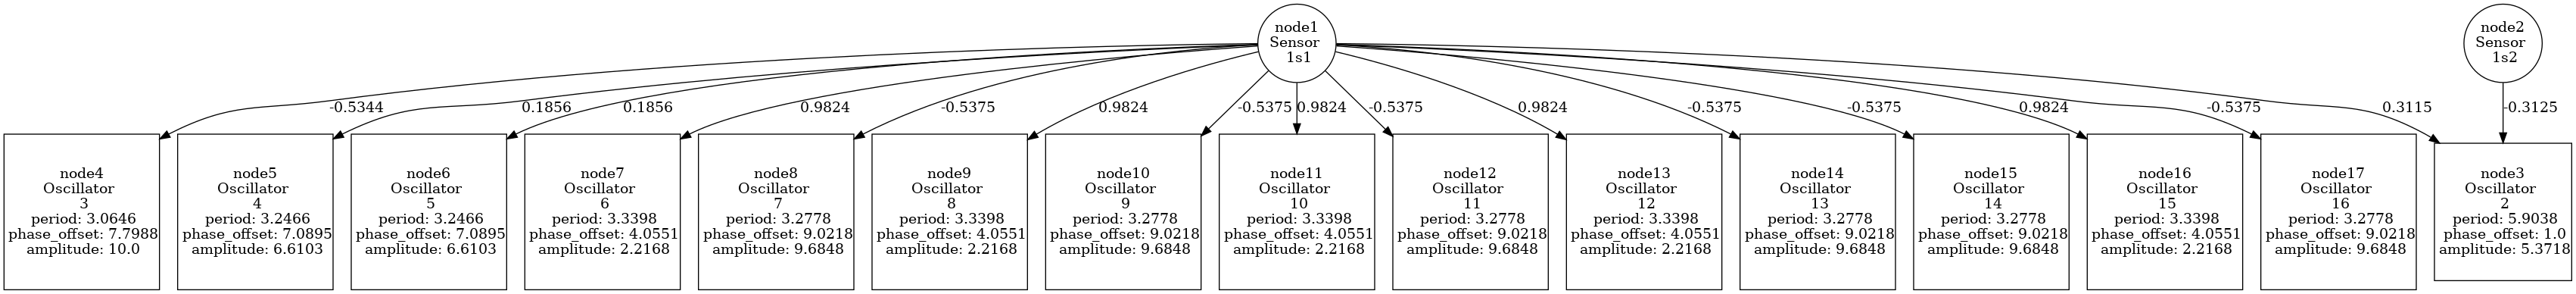 node1
Sensor
1s1
node2
Sensor
1s2
-0.5344
0.1856
0.1856
0.9824
-0.5375
0.9824
-0.5375
0.9824
-0.5375
0.9824
-0.5375
-0.5375
0.9824
-0.5375
0.3115
-0.3125
node4
Oscillator
3
period: 3.0646
phase_offset: 7.7988
amplitude: 10.0
node5
Oscillator
4
period: 3.2466
phase_offset: 7.0895
amplitude: 6.6103
node6
Oscillator
5
period: 3.2466
phase_offset: 7.0895
amplitude: 6.6103
node7
Oscillator
6
period: 3.3398
phase_offset: 4.0551
amplitude: 2.2168
node8
Oscillator
7
period: 3.2778
phase_offset: 9.0218
amplitude: 9.6848
node9
Oscillator
8
period: 3.3398
phase_offset: 4.0551
amplitude: 2.2168
node10
Oscillator
9
period: 3.2778
phase_offset: 9.0218
amplitude: 9.6848
node11
Oscillator
10
period: 3.3398
phase_offset: 4.0551
amplitude: 2.2168
node12
Oscillator
11
period: 3.2778
phase_offset: 9.0218
amplitude: 9.6848
node13
Oscillator
12
period: 3.3398
phase_offset: 4.0551
amplitude: 2.2168
node14
Oscillator
13
period: 3.2778
phase_offset: 9.0218
amplitude: 9.6848
node15
Oscillator
14
period: 3.2778
phase_offset: 9.0218
amplitude: 9.6848
node16
Oscillator
15
period: 3.3398
phase_offset: 4.0551
amplitude: 2.2168
node17
Oscillator
16
period: 3.2778
phase_offset: 9.0218
amplitude: 9.6848
node3
Oscillator
2
period: 5.9038
phase_offset: 1.0
amplitude: 5.3718